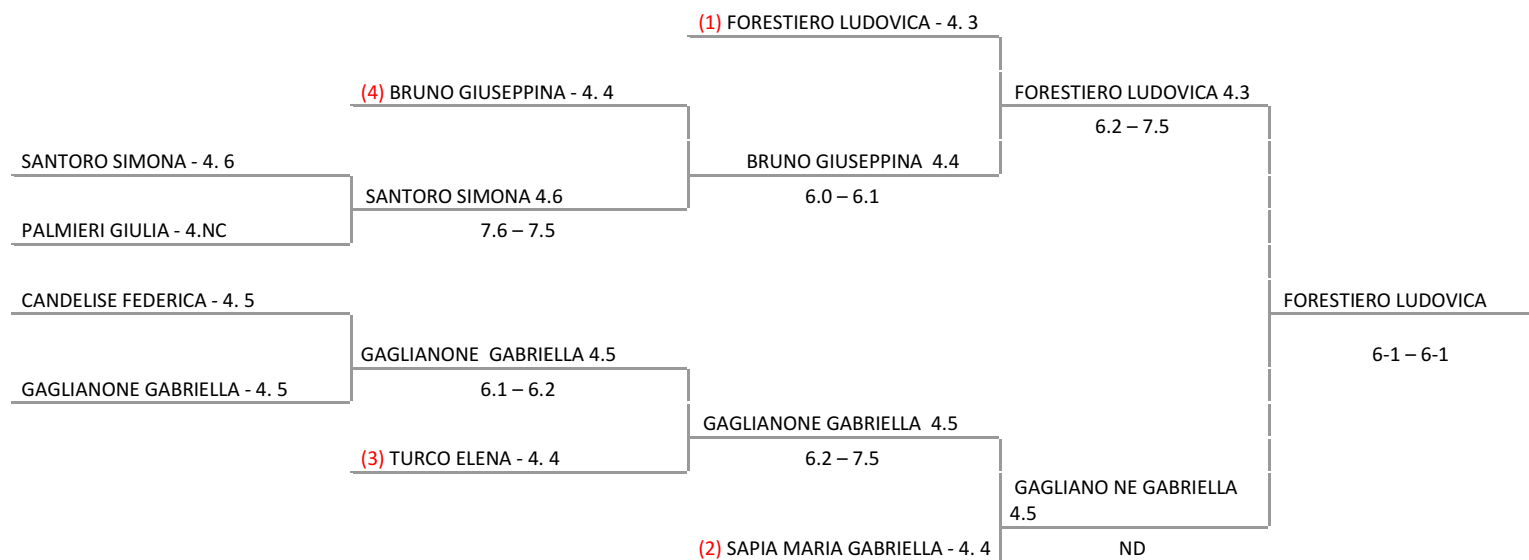 (1) FORESTIERO LUDOVICA - 4. 3
(4) BRUNO GIUSEPPINA - 4. 4
FORESTIERO LUDOVICA 4.3
6.2 – 7.5
SANTORO SIMONA - 4. 6
BRUNO GIUSEPPINA 4.4
SANTORO SIMONA 4.6
6.0 – 6.1
PALMIERI GIULIA - 4.NC
7.6 – 7.5
CANDELISE FEDERICA - 4. 5
FORESTIERO LUDOVICA
GAGLIANONE GABRIELLA 4.5
6-1 – 6-1
GAGLIANONE GABRIELLA - 4. 5
6.1 – 6.2
GAGLIANONE GABRIELLA 4.5
(3) TURCO ELENA - 4. 4
6.2 – 7.5
GAGLIANO NE GABRIELLA
4.5
(2) SAPIA MARIA GABRIELLA - 4. 4
ND